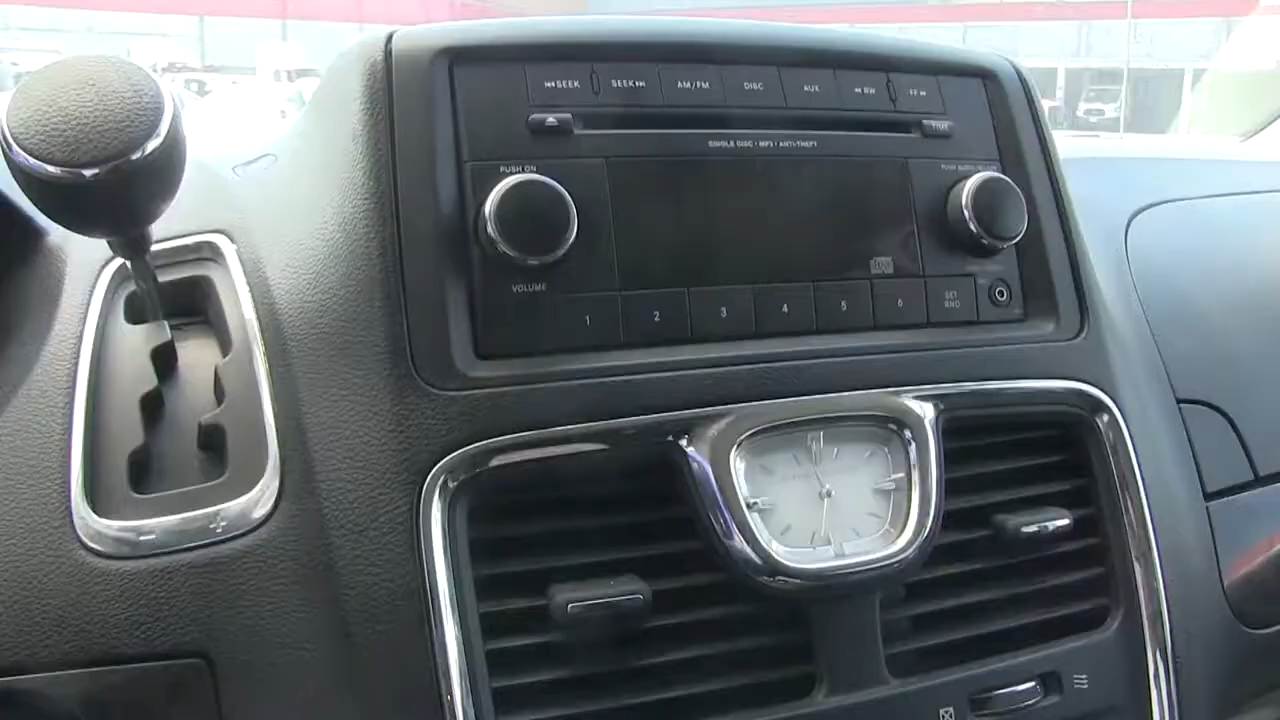 SEEK SEEK AM/FM DISC AUX RW FF
TIME
SINGLE DISC • MP3 • ANTI-THEFT
PUSH ON
VOLUME
1 2 3 4 5 6 SET
RND
- +